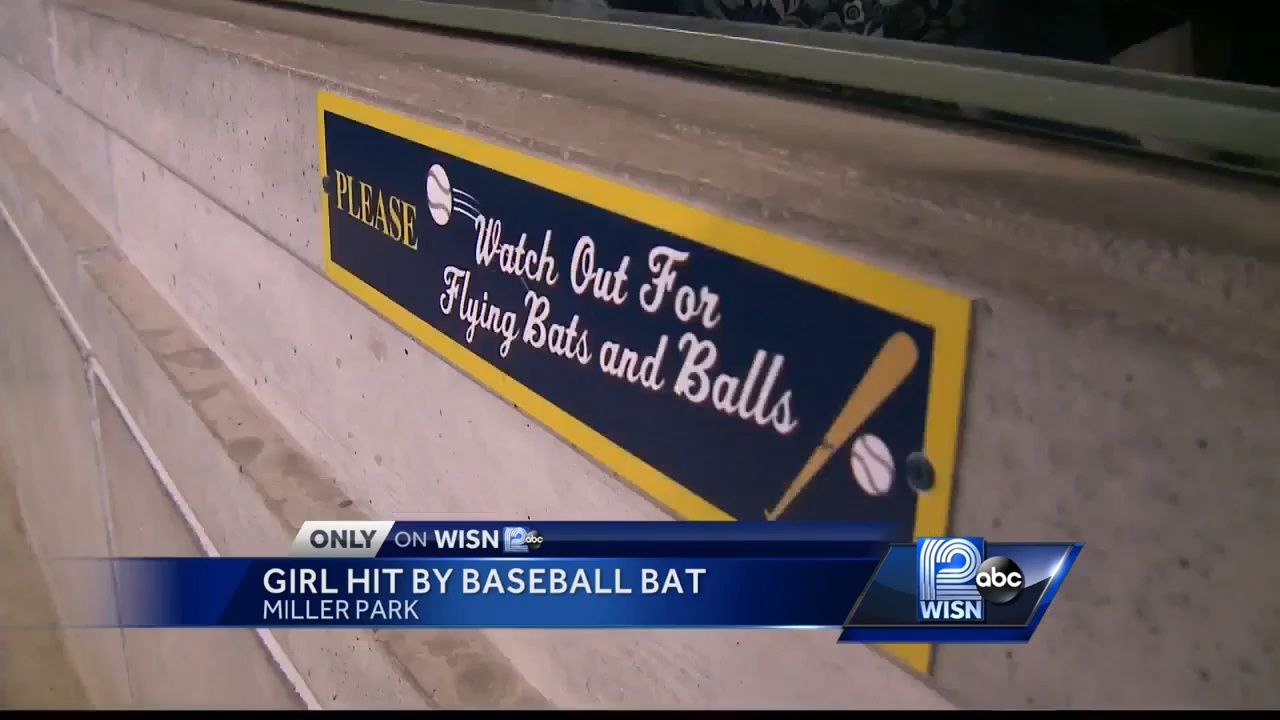 PLEASE
Watch Out For
Flying Bats and Balls
ONLY ON WISN 12 abc
GIRL HIT BY BASEBALL BAT
MILLER PARK
12 abc
WISN